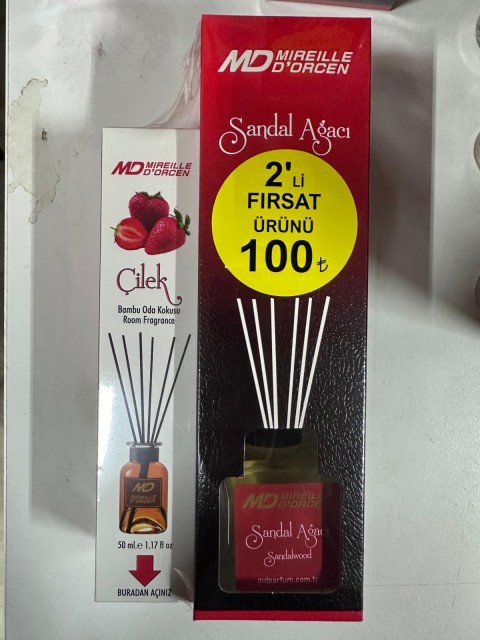 MD MIREILLE
D'ORCEN
Çilek
Bambu Oda Kokusu
Room Fragrance
MD
MIREILLE
D'ORCEN
50 ml.e 1.17 fl oz
BURADAN AÇINIZ
MD MIREILLE
D'ORCEN
Sandal Ağacı
2'Lİ
FIRSAT
ÜRÜNÜ
100₺
MD MIREILLE
D'ORCEN
Sandal Ağacı
Sandalwood
mdparfum.com.tr